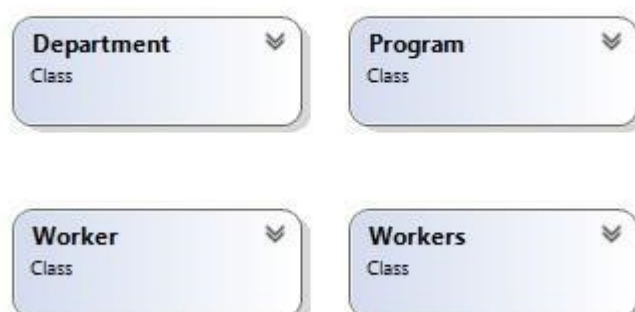 Department
Class
Program
Class
Worker
Class
Workers
Class